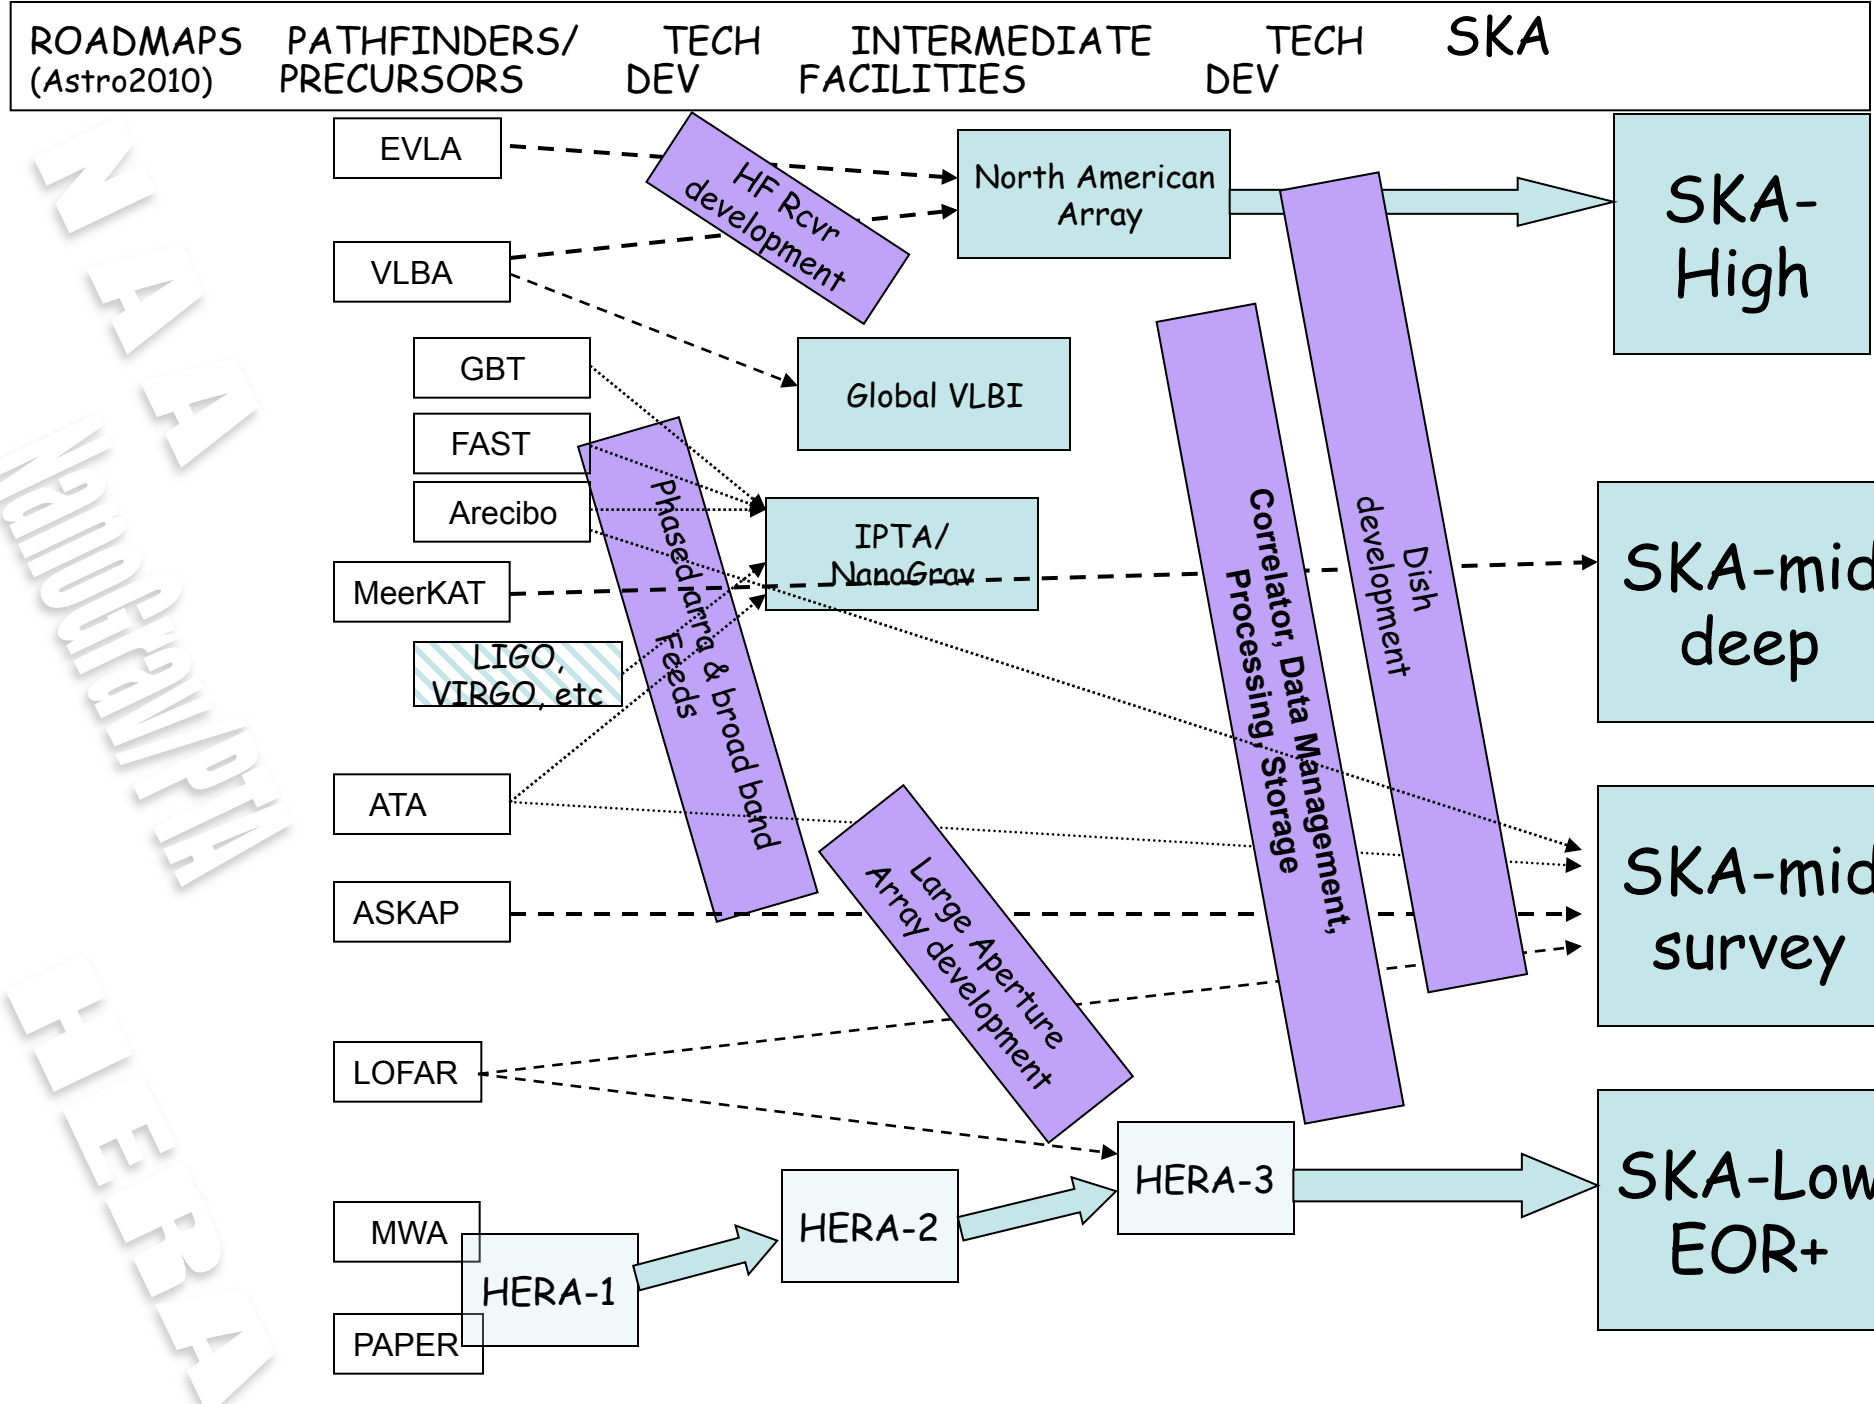 ROADMAPS PATHFINDERS/ TECH INTERMEDIATE TECH SKA
(Astro2010) PRECURSORS DEV FACILITIES DEV
NAAA
NanoGrav/PTA
HERA
EVLA
VLBA
GBT
FAST
Arecibo
MeerKAT
LIGO,
VIRGO, etc
ATA
ASKAP
LOFAR
MWA
PAPER
HERA-1
HF Rcvr
development
Phased arra & broad band
Feeds
North American
Array
Global VLBI
IPTA/
NanoGrav
Large Aperture
Array development
HERA-2
HERA-3
Correlator, Data Management,
Processing, Storage
Dish
development
SKA-
High
SKA-mid
deep
SKA-mid
survey
SKA-Low
EOR+